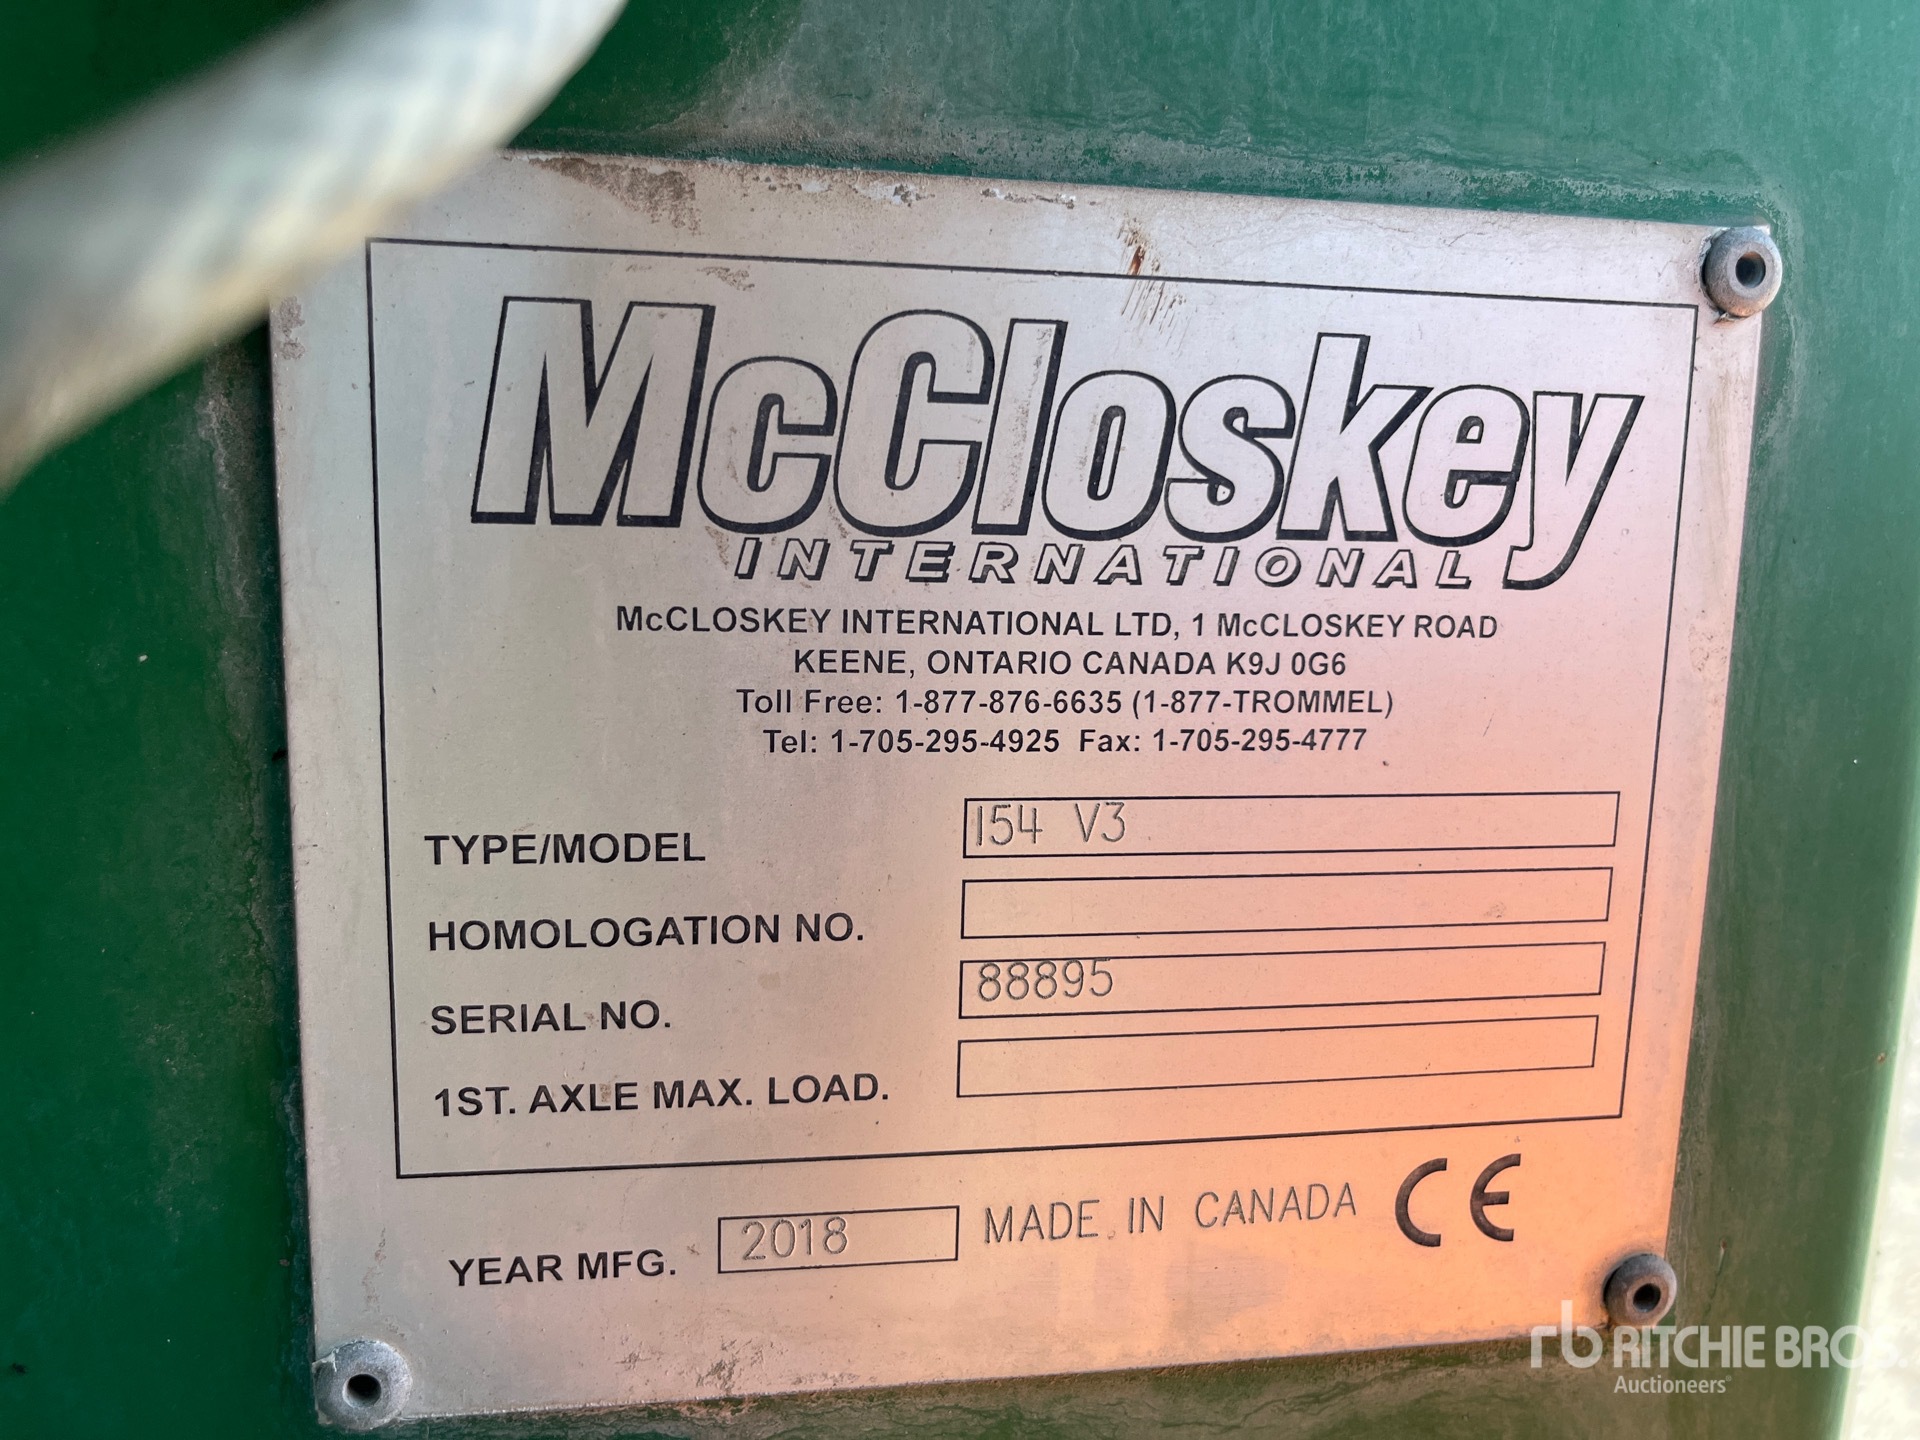 McCloskey
INTERNATIONAL
McCLOSKEY INTERNATIONAL LTD, 1 McCLOSKEY ROAD
KEENE, ONTARIO CANADA K9J 0G6
Toll Free: 1-877-876-6635 (1-877-TROMMEL)
Tel: 1-705-295-4925 Fax: 1-705-295-4777
TYPE/MODEL I54 V3
HOMOLOGATION NO.
SERIAL NO. 88895
1ST. AXLE MAX. LOAD.
YEAR MFG. 2018 MADE IN CANADA CE
rb RITCHIE BROS.
Auctioneers